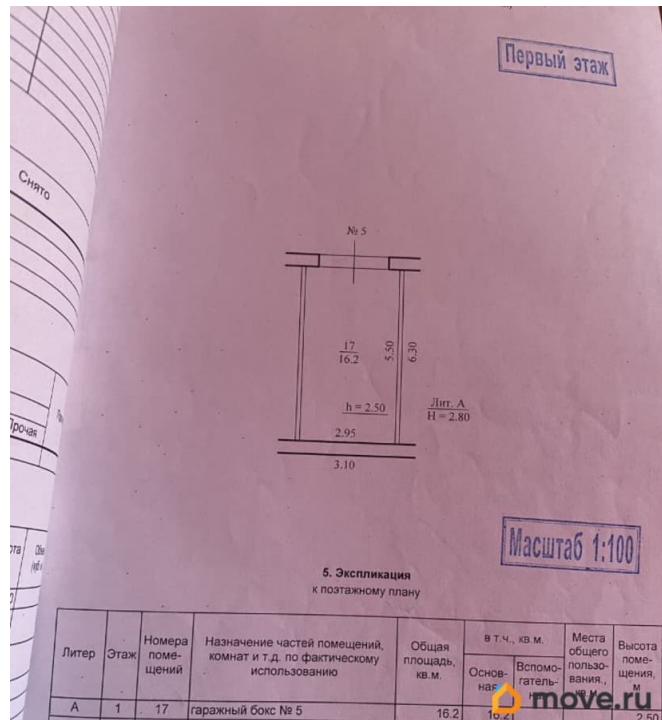 Первый этаж
Снято
№ 5
17
16.2
5.50
6.30
h = 2.50
Лит. А
H = 2.80
2.95
3.10
Прочая
Масштаб 1:100
5. Экспликация
к поэтажному плану
Литер
Этаж
Номера
поме-
щений
Назначение частей помещений,
комнат и т.д. по фактическому
использованию
Общая
площадь,
кв.м.
в т.ч., кв.м.
Основ-
Вспомо-
гатель-
Места
общего
пользо-
вания.,
Высота
поме-
щения,
м
А 1 17 гаражный бокс № 5 16.2 2.50
move.ru